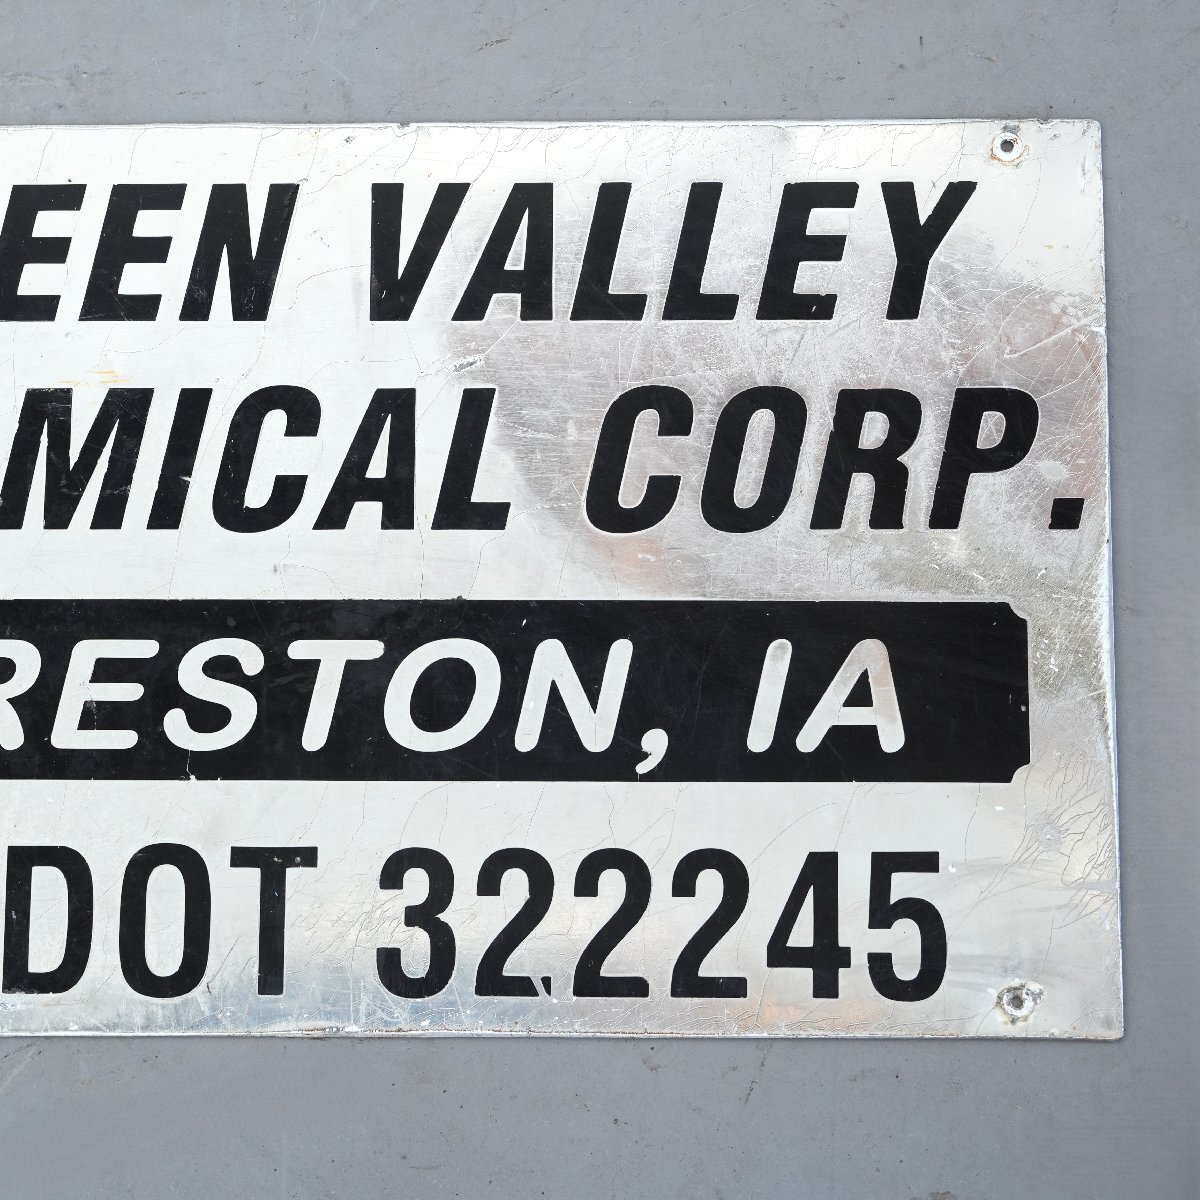 EEN VALLEY
MICAL CORP.
RESTON, IA
DOT 322245